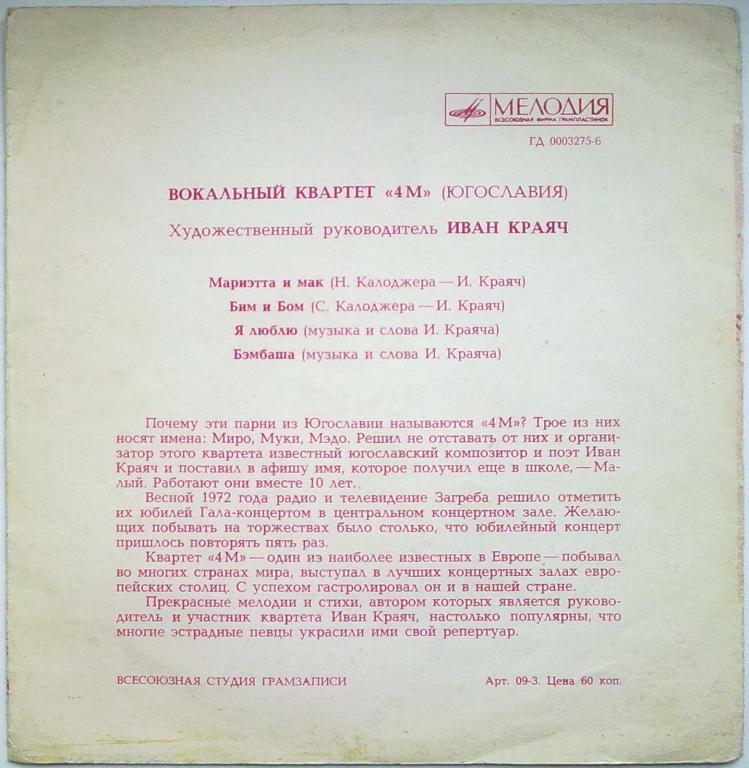 МЕЛОДИЯ
ВСЕСОЮЗНАЯ ФИРМА ГРАМПЛАСТИНОК
ГД 0003275-6
ВОКАЛЬНЫЙ КВАРТЕТ «4М» (ЮГОСЛАВИЯ)
Художественный руководитель ИВАН КРАЯЧ
Мариэтта и мак (Н. Калоджера — И. Краяч)
Бим и Бом (С. Калоджера — И. Краяч)
Я люблю (музыка и слова И. Краяча)
Бэмбаша (музыка и слова И. Краяча)
Почему эти парни из Югославии называются «4М»? Трое из них
носят имена: Миро, Муки, Мэдо. Решил не отставать от них и органи-
затор этого квартета известный югославский композитор и поэт Иван
Краяч и поставил в афишу имя, которое получил еще в школе, — Ма-
лый. Работают они вместе 10 лет.
Весной 1972 года радио и телевидение Загреба решило отметить
их юбилей Гала-концертом в центральном концертном зале. Желаю-
щих побывать на торжествах было столько, что юбилейный концерт
пришлось повторять пять раз.
Квартет «4М» — один иэ наиболее известных в Европе — побывал
во многих странах мира, выступал в лучших концертных залах евро-
пейских столиц. С успехом гастролировал он и в нашей стране.
Прекрасные мелодии и стихи, автором которых является руково-
дитель и участник квартета Иван Краяч, настолько популярны, что
многие эстрадные певцы украсили ими свой репертуар.
ВСЕСОЮЗНАЯ СТУДИЯ ГРАМЗАПИСИ
Арт. 09-3. Цена 60 коп.